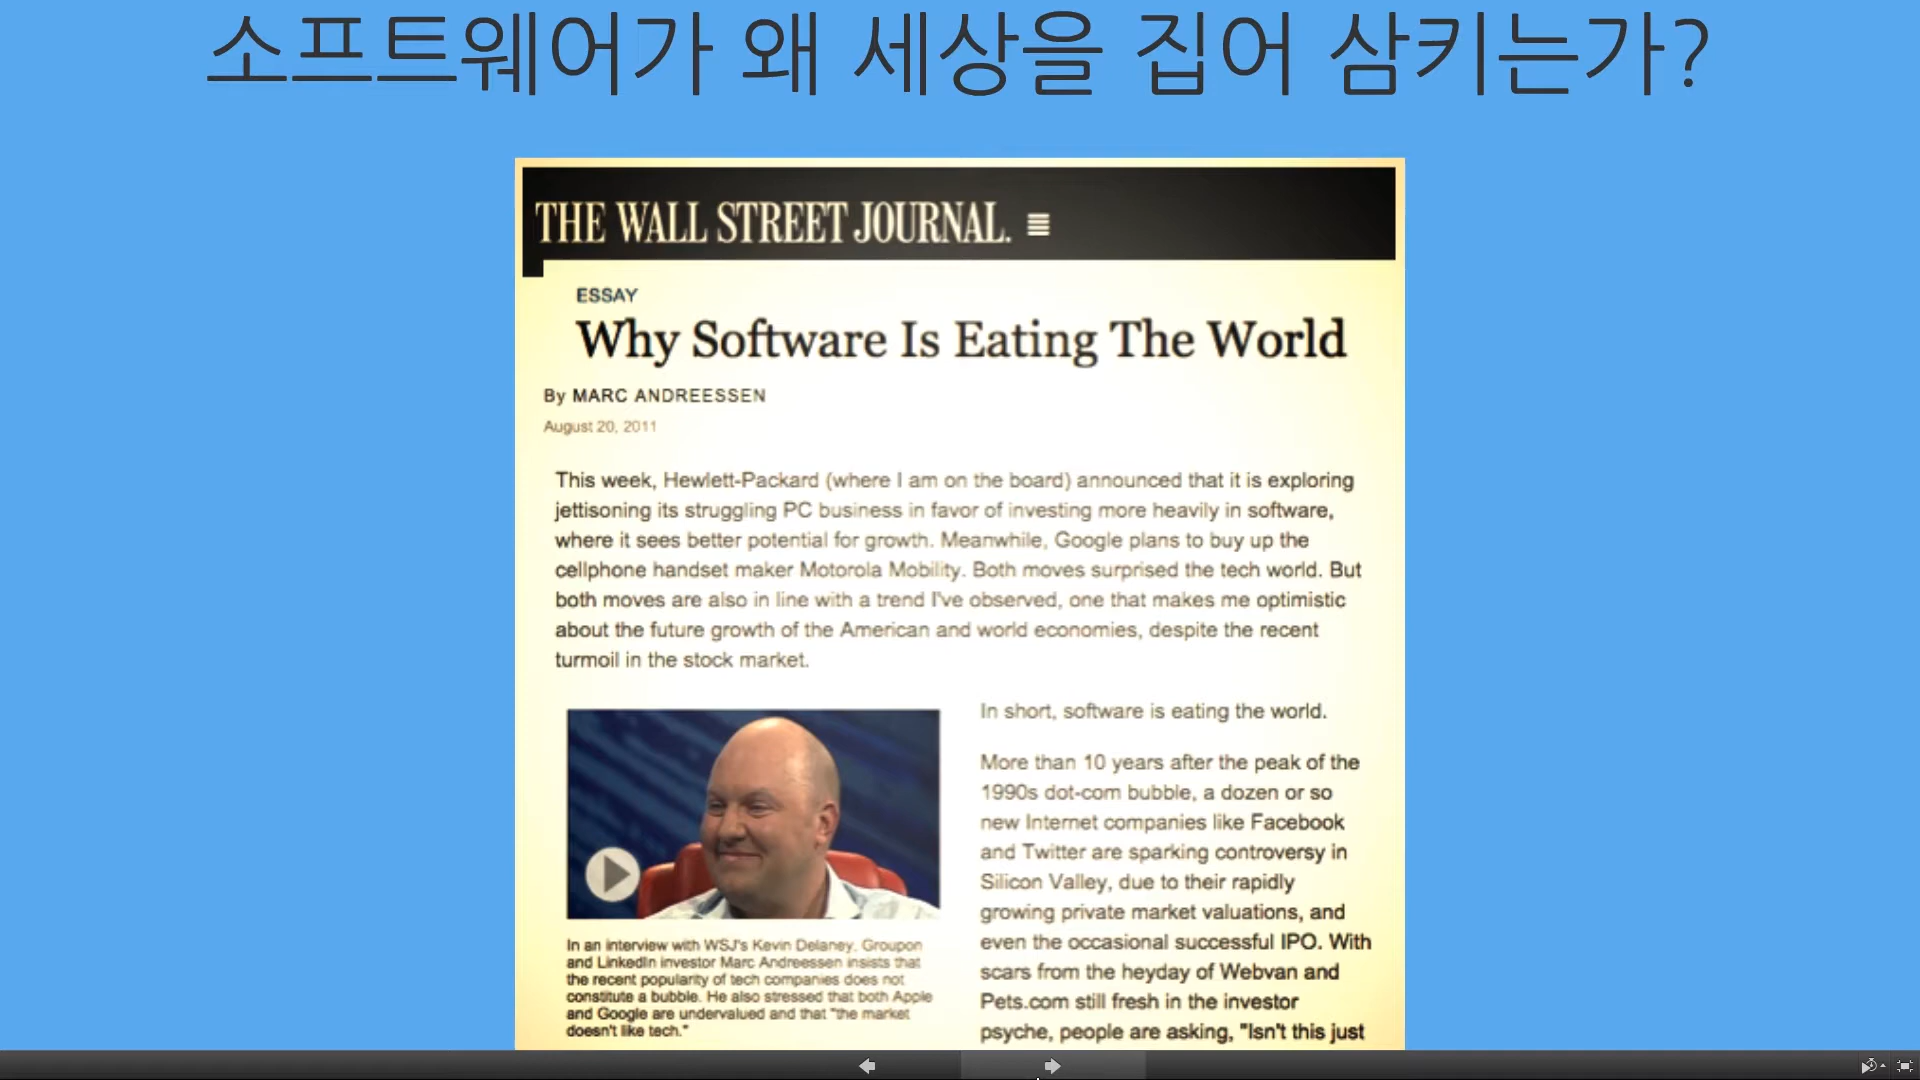 소프트웨어가 왜 세상을 집어 삼키는가?
THE WALL STREET JOURNAL.
ESSAY
Why Software Is Eating The World
By MARC ANDREESSEN
August 20, 2011
This week, Hewlett-Packard (where I am on the board) announced that it is exploring
jettisoning its struggling PC business in favor of investing more heavily in software,
where it sees better potential for growth. Meanwhile, Google plans to buy up the
cellphone handset maker Motorola Mobility. Both moves surprised the tech world. But
both moves are also in line with a trend I've observed, one that makes me optimistic
about the future growth of the American and world economies, despite the recent
turmoil in the stock market.
In an interview with WSJ's Kevin Delaney, Groupon
and LinkedIn investor Marc Andreessen insists that
the recent popularity of tech companies does not
constitute a bubble. He also stressed that both Apple
and Google are undervalued and that "the market
doesn't like tech."
In short, software is eating the world.
More than 10 years after the peak of the
1990s dot-com bubble, a dozen or so
new Internet companies like Facebook
and Twitter are sparking controversy in
Silicon Valley, due to their rapidly
growing private market valuations, and
even the occasional successful IPO. With
scars from the heyday of Webvan and
Pets.com still fresh in the investor
psyche, people are asking, "Isn't this just